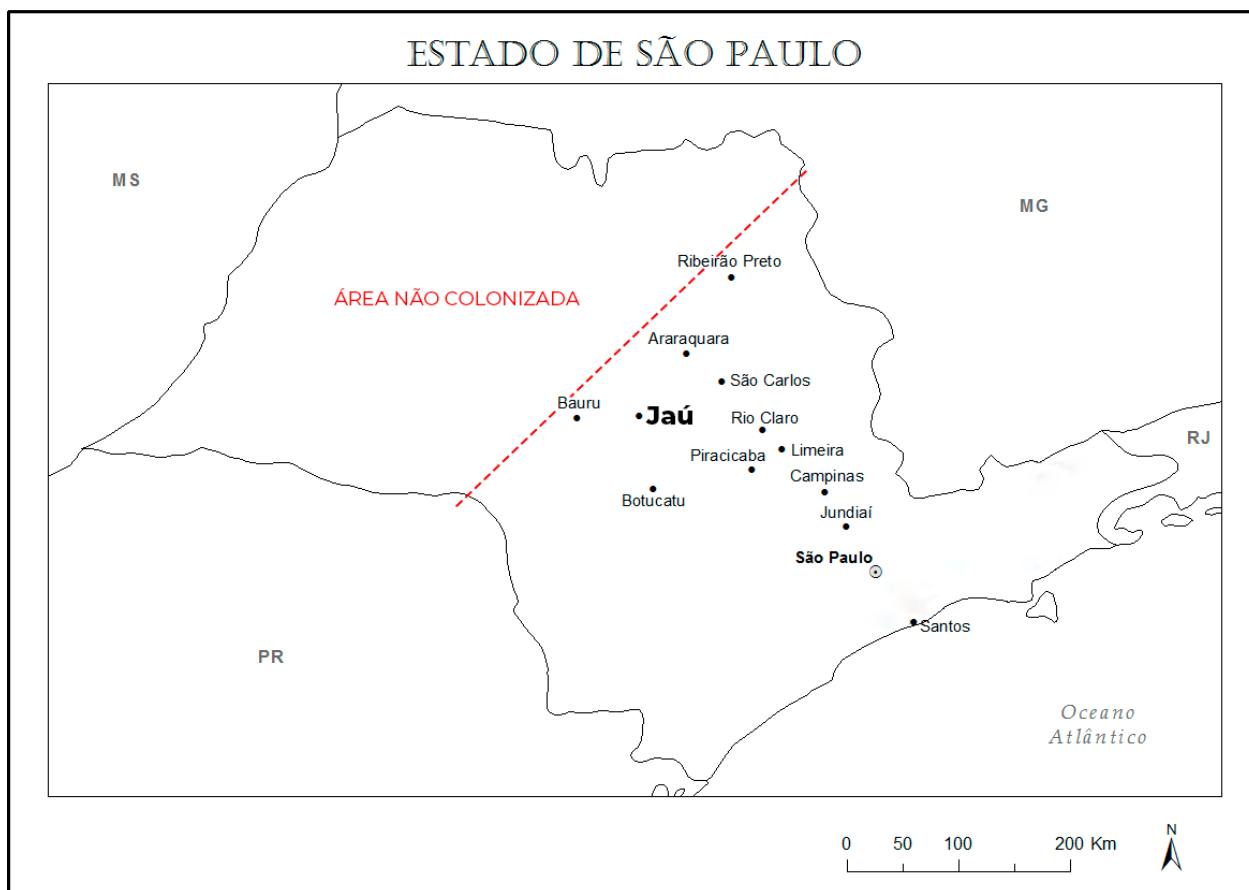 ESTADO DE SÃO PAULO
MS
MG
Ribeirão Preto
ÁREA NÃO COLONIZADA
Araraquara
São Carlos
Bauru
Jaú
Rio Claro
RJ
Limeira
Piracicaba
Campinas
Botucatu
Jundiaí
São Paulo
Santos
PR
Oceano
Atlântico
N
0 50 100 200 Km